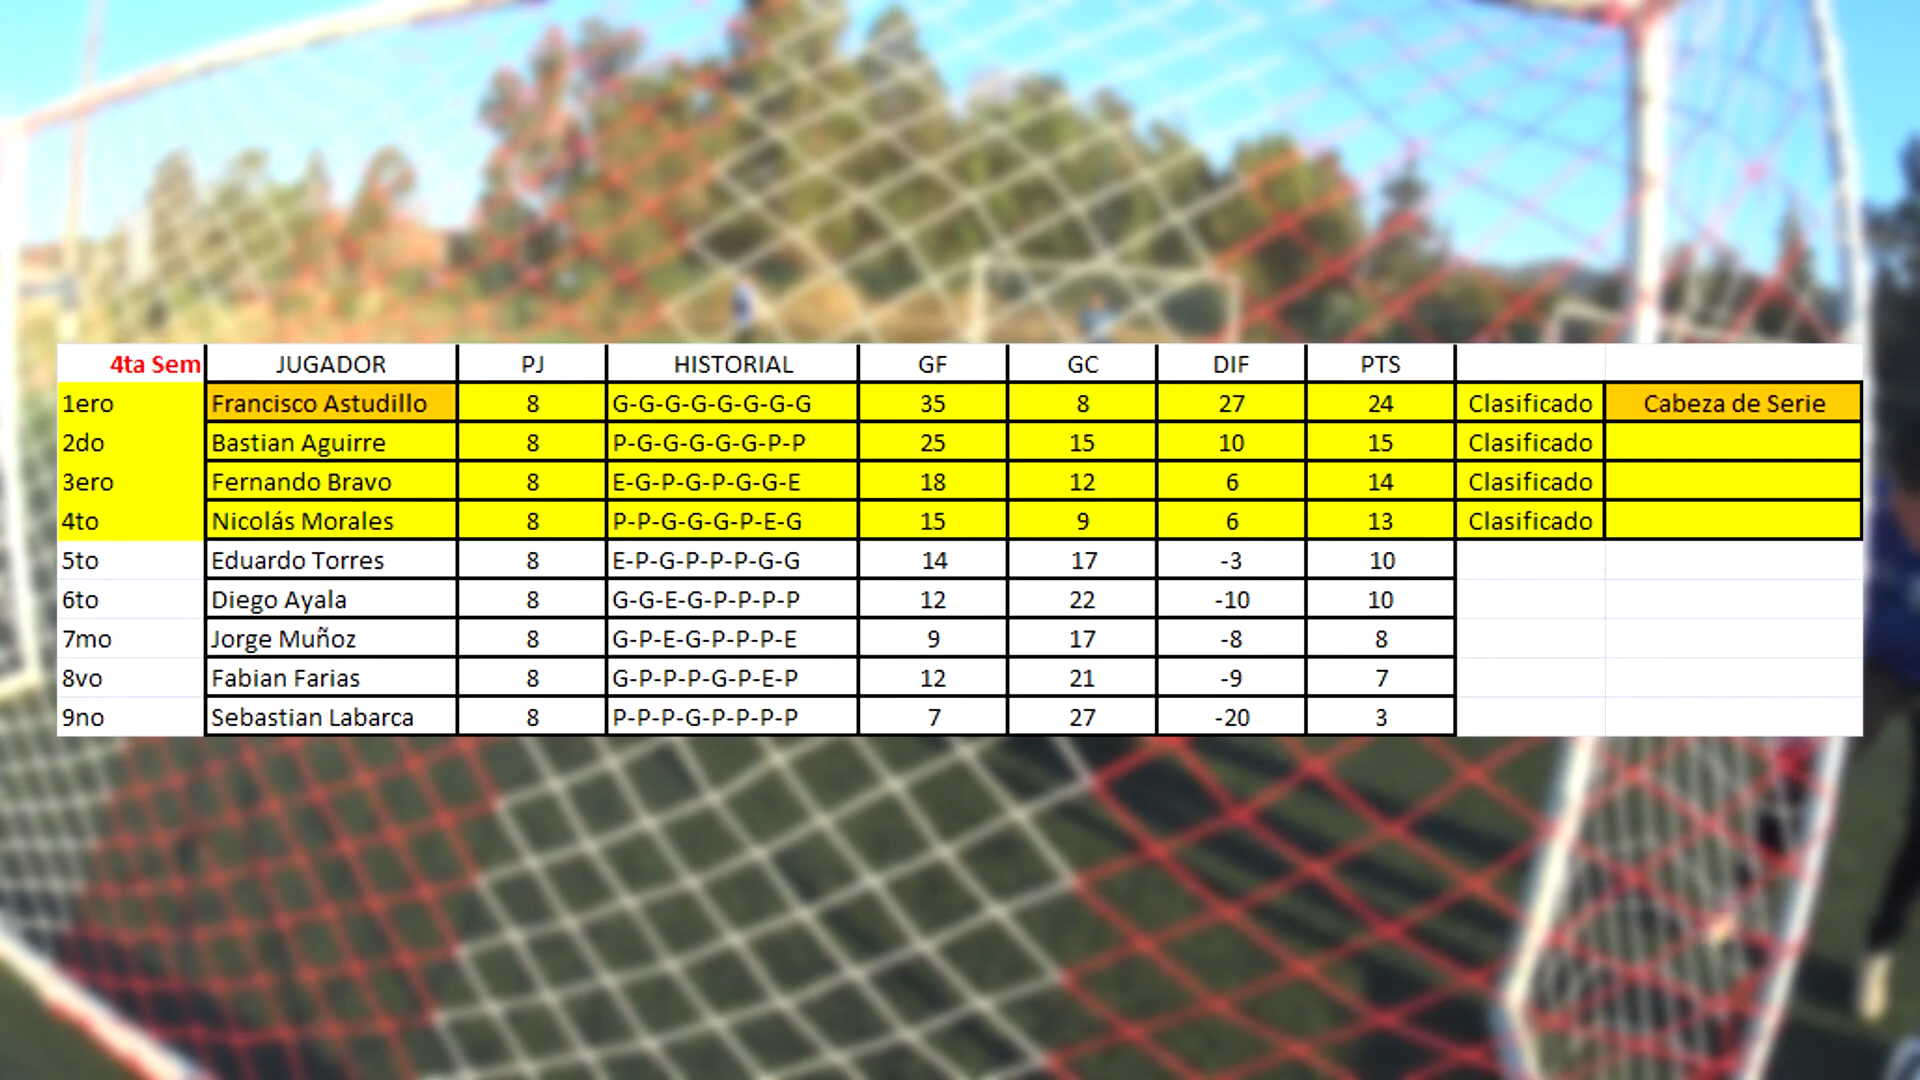 4ta Sem JUGADOR PJ HISTORIAL GF GC DIF PTS
1ero Francisco Astudillo 8 G-G-G-G-G-G-G-G 35 8 27 24 Clasificado Cabeza de Serie
2do Bastian Aguirre 8 P-G-G-G-G-G-P-P 25 15 10 15 Clasificado
3ero Fernando Bravo 8 E-G-P-G-P-G-G-E 18 12 6 14 Clasificado
4to Nicolás Morales 8 P-P-G-G-G-P-E-G 15 9 6 13 Clasificado
5to Eduardo Torres 8 E-P-G-P-P-P-G-G 14 17 -3 10
6to Diego Ayala 8 G-G-E-G-P-P-P-P 12 22 -10 10
7mo Jorge Muñoz 8 G-P-E-G-P-P-P-E 9 17 -8 8
8vo Fabian Farias 8 G-P-P-P-G-P-E-P 12 21 -9 7
9no Sebastian Labarca 8 P-P-P-G-P-P-P-P 7 27 -20 3